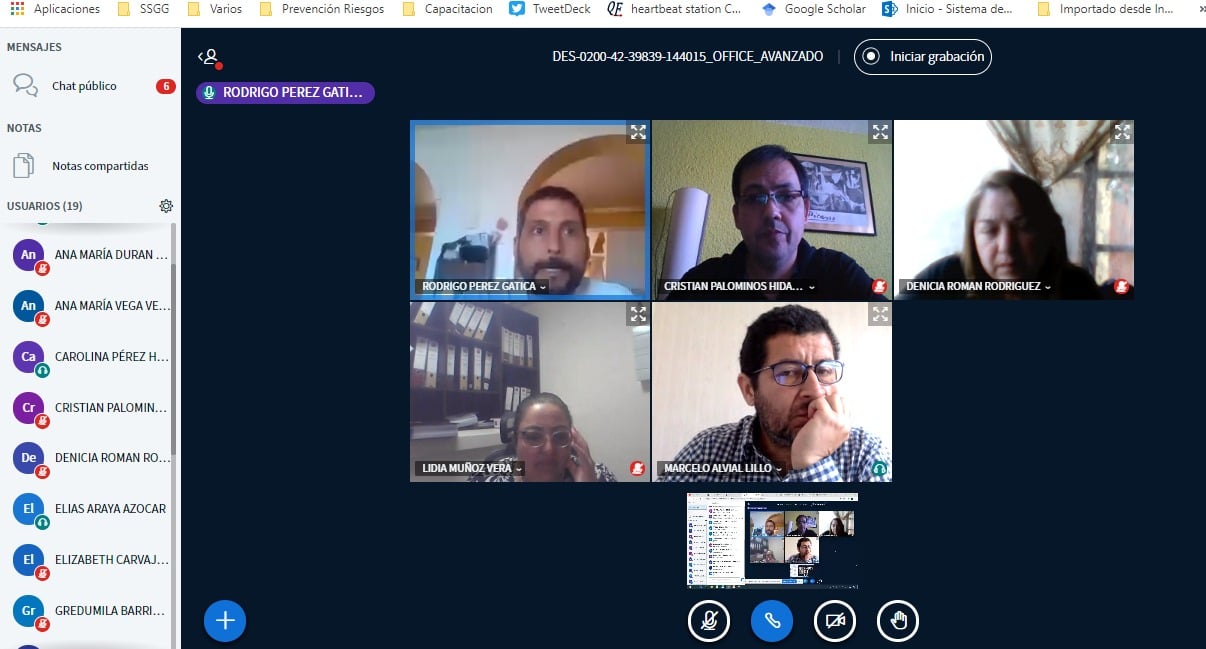 Aplicaciones
SSGG
Varios
Prevención Riesgos
Capacitacion
TweetDeck
QE heartbeat station C...
Google Scholar
Inicio - Sistema de...
Importado desde In...
»
MENSAJES
Chat público
6
NOTAS
Notas compartidas
USUARIOS (19)
An ANA MARÍA DURAN ...
An ANA MARÍA VEGA VE...
Ca CAROLINA PÉREZ H...
Cr CRISTIAN PALOMIN...
De DENICIA ROMAN RO...
El ELIAS ARAYA AZOCAR
El ELIZABETH CARVAJ...
Gr GREDUMILA BARRI...
DES-0200-42-39839-144015_OFFICE_AVANZADO
Iniciar grabación
RODRIGO PEREZ GATI...
RODRIGO PEREZ GATICA
CRISTIAN PALOMINOS HIDA...
DENICIA ROMAN RODRIGUEZ
LIDIA MUÑOZ VERA
MARCELO ALVIAL LILLO
Picasso